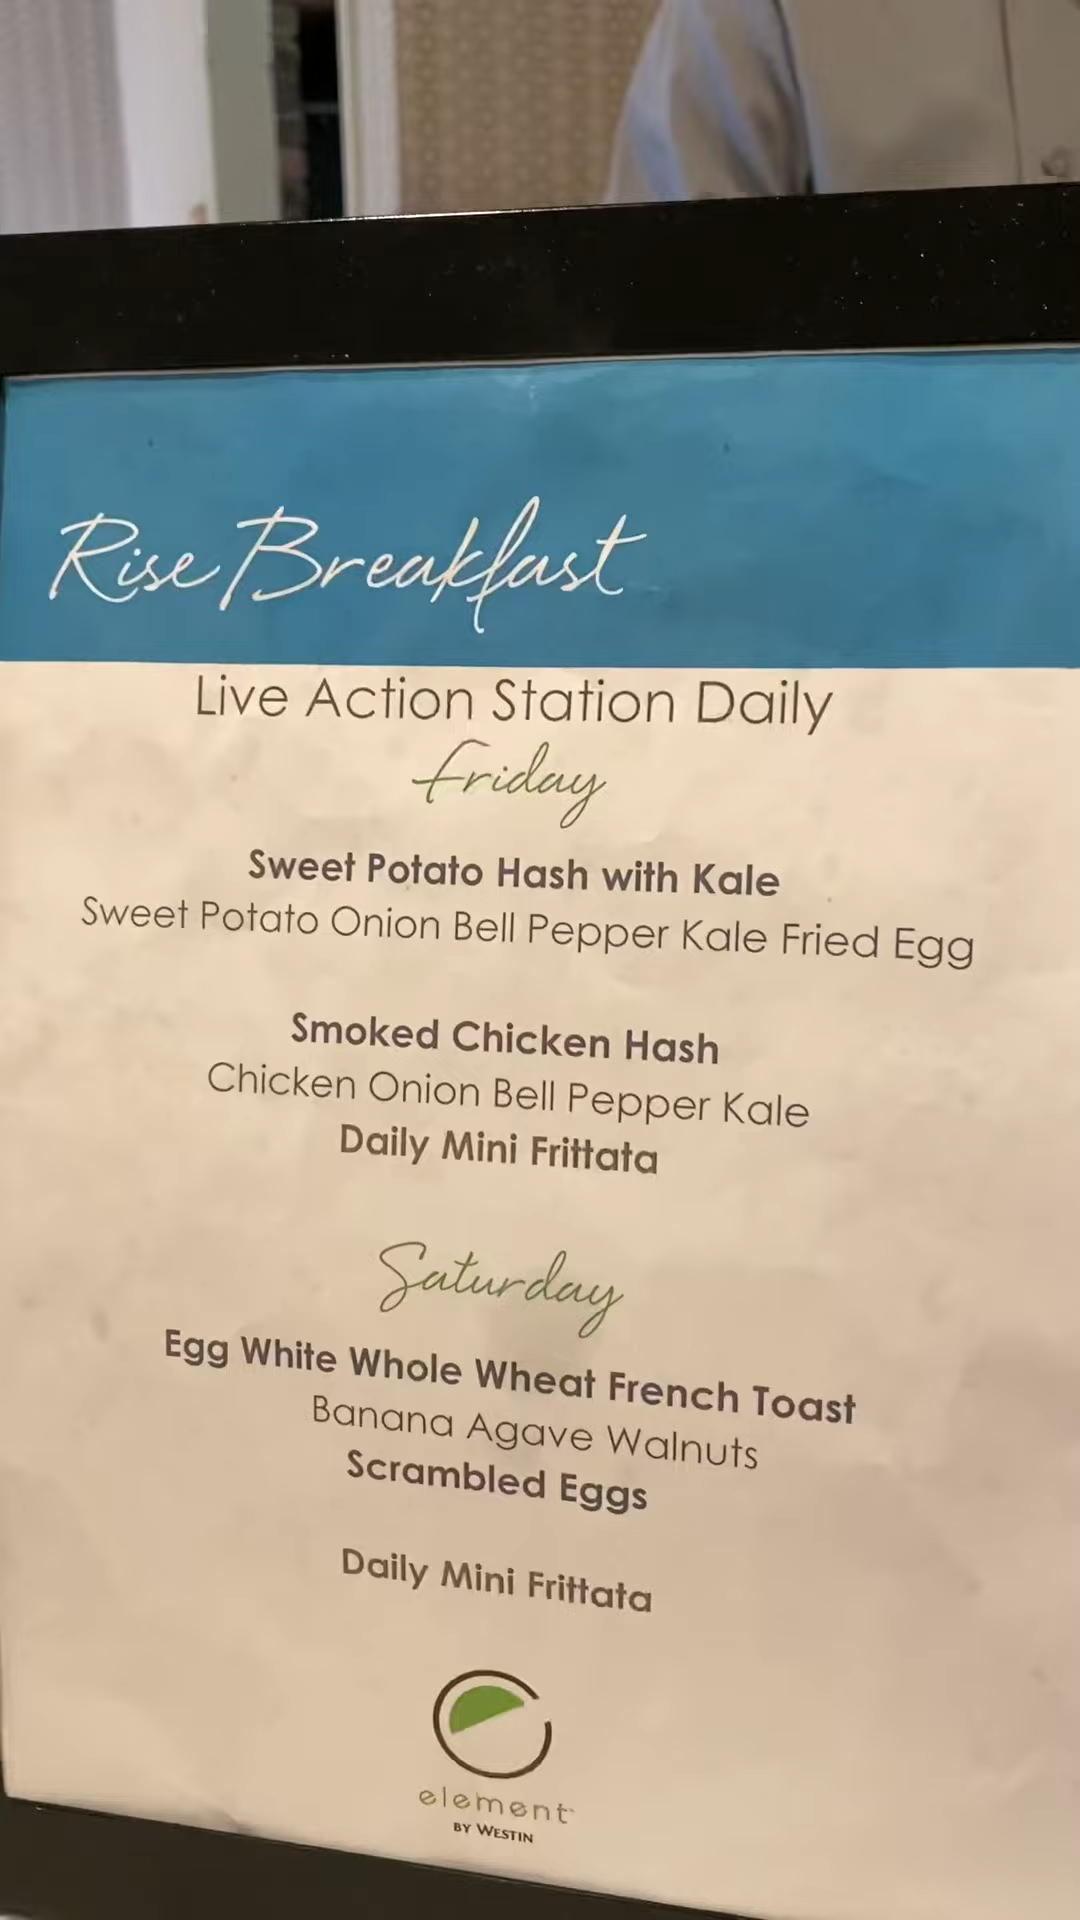 Rise Breakfast
Live Action Station Daily
Friday
Sweet Potato Hash with Kale
Sweet Potato Onion Bell Pepper Kale Fried Egg
Smoked Chicken Hash
Chicken Onion Bell Pepper Kale
Daily Mini Frittata
Saturday
Egg White Whole Wheat French Toast
Banana Agave Walnuts
Scrambled Eggs
Daily Mini Frittata
element
BY WESTIN